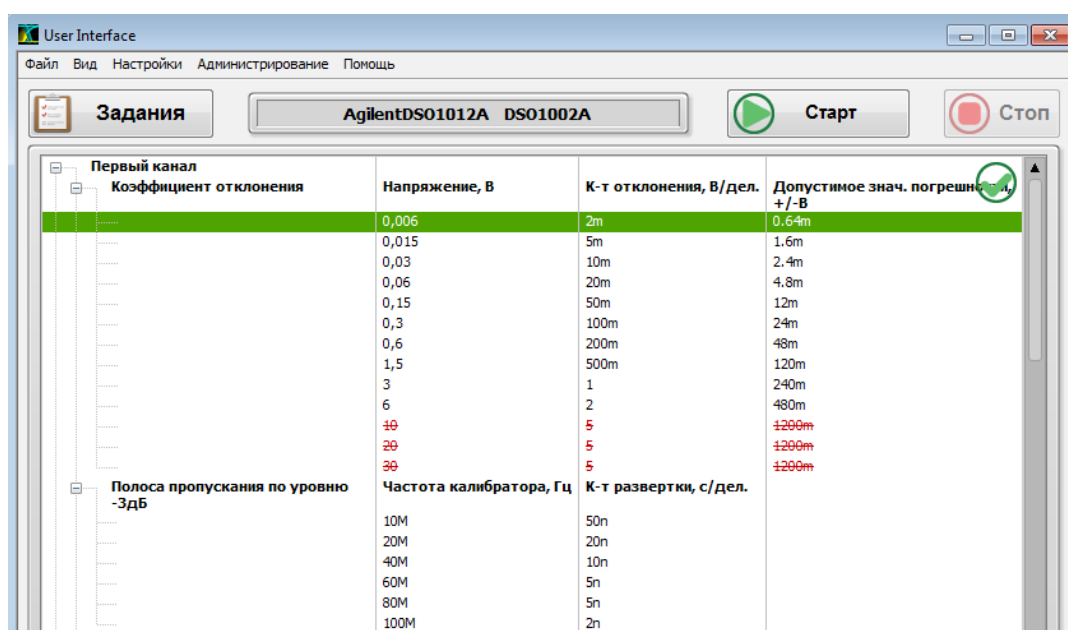 User Interface
Файл Вид Настройки Администрирование Помощь
Задания
AgilentDSO1012A DSO1002A
Старт
Стоп
Первый канал
Коэффициент отклонения Напряжение, В К-т отклонения, В/дел. Допустимое знач.
+/-В
0,006 2m 0.64m
0,015 5m 1.6m
0,03 10m 2.4m
0,06 20m 4.8m
0,15 50m 12m
0,3 100m 24m
0,6 200m 48m
1,5 500m 120m
3 1 240m
6 2 480m
10 5 1200m
20 5 1200m
30 5 1200m
Полоса пропускания по уровню Частота калибратора, Гц К-т развертки, с/дел.
-3дБ
10M 50n
20M 20n
40M 10n
60M 5n
80M 5n
100M 2n